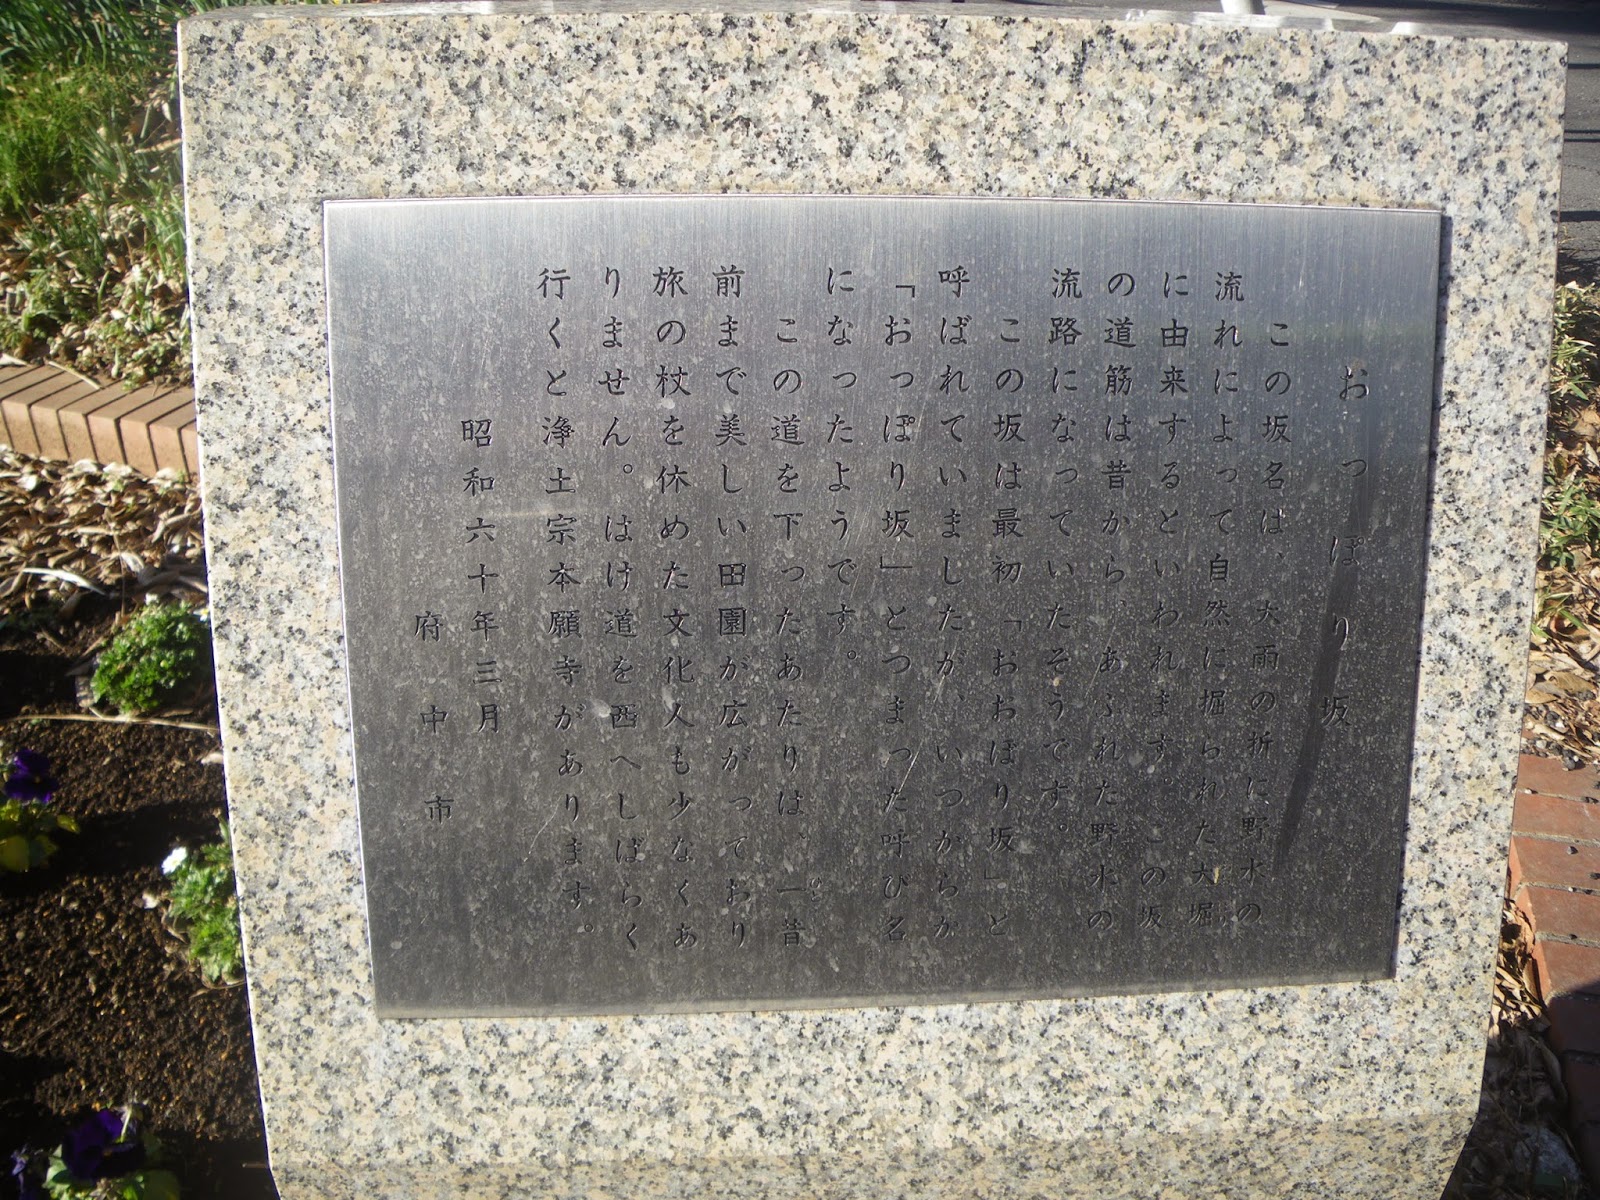 おっぽり坂
この坂名は、大雨の折に野水の
流れによって自然に掘られた大堀
に由来するといわれます。この坂
の道筋は昔から、あふれた野水の
流路になっていたそうです。
この坂は最初「おおぼり坂」と
呼ばれていましたが、いつからか
「おっぽり坂」とつまった呼び名
になったようです。
この道を下ったあたりは、一昔
前まで美しい田園が広がっており
旅の杖を休めた文化人も少なくあ
りません。はけ道を西へしばらく
行くと浄土宗本願寺があります。
昭和六十年三月
府中市